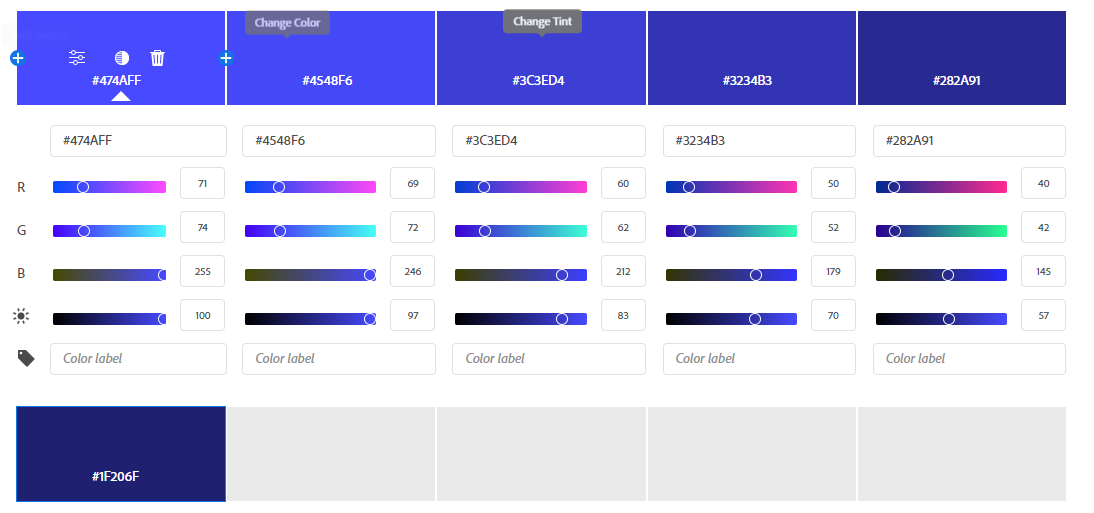 Change Color
Change Tint
#474AFF
#4548F6
#3C3ED4
#3234B3
#282A91
#474AFF
#4548F6
#3C3ED4
#3234B3
#282A91
R 71 69 60 50 40
G 74 72 62 52 42
B 255 246 212 179 145
100 97 83 70 57
Color label Color label Color label Color label Color label
#1F206F